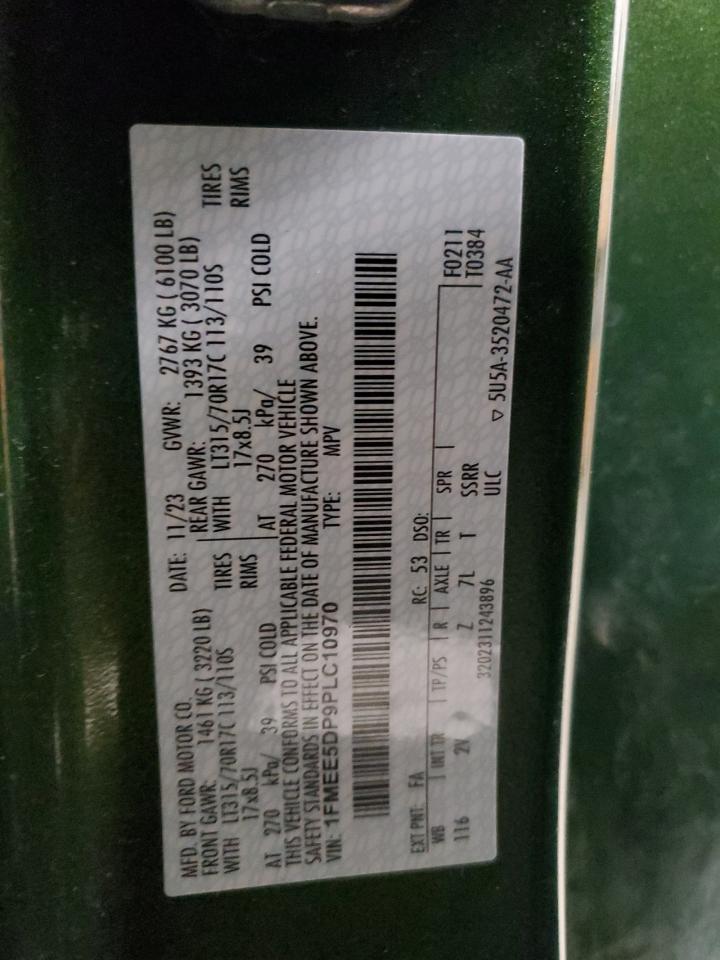 MFD. BY FORD MOTOR CO.
DATE: 11/23 GVWR: 2767 KG ( 6100 LB)
FRONT GAWR: 1461 KG ( 3220 LB) REAR GAWR: 1393 KG ( 3070 LB)
WITH LT315/70R17C 113/110S TIRES WITH LT315/70R17C 113/110S TIRES
17x8.5J RIMS 17x8.5J RIMS
AT 270 kPa/ 39 PSI COLD AT 270 kPa/ 39 PSI COLD
THIS VEHICLE CONFORMS TO ALL APPLICABLE FEDERAL MOTOR VEHICLE
SAFETY STANDARDS IN EFFECT ON THE DATE OF MANUFACTURE SHOWN ABOVE.
VIN: 1FMEE5DP9PLC10970 TYPE: MPV
EXT PNT: FA RC: 53 DSO:
WB INT TR TP/PS R AXLE TR SPR F0211
116 2V Z 7L T SSRR T0384
3202311243896 ULC
▽ 5U5A-3520472-AA